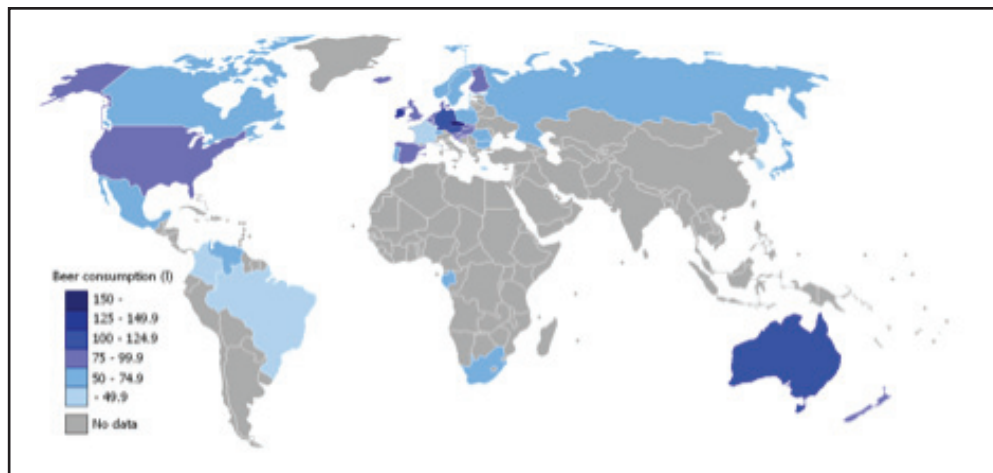 Beer consumption (l)
150 -
125 - 149.9
100 - 124.9
75 - 99.9
50 - 74.9
- 49.9
No data